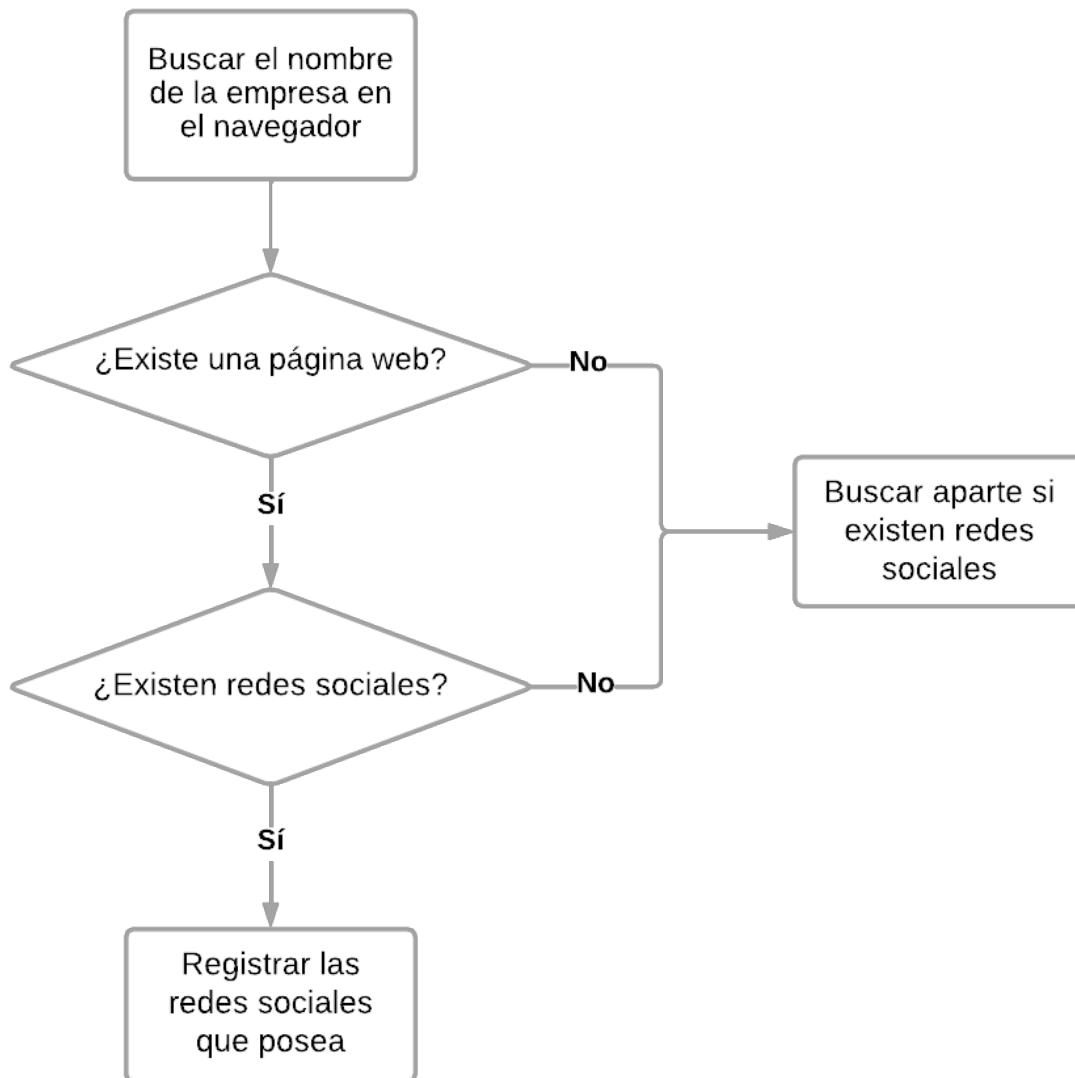 Buscar el nombre
de la empresa en
el navegador
¿Existe una página web?
No
Sí
Buscar aparte si
existen redes
sociales
¿Existen redes sociales?
No
Sí
Registrar las
redes sociales
que posea